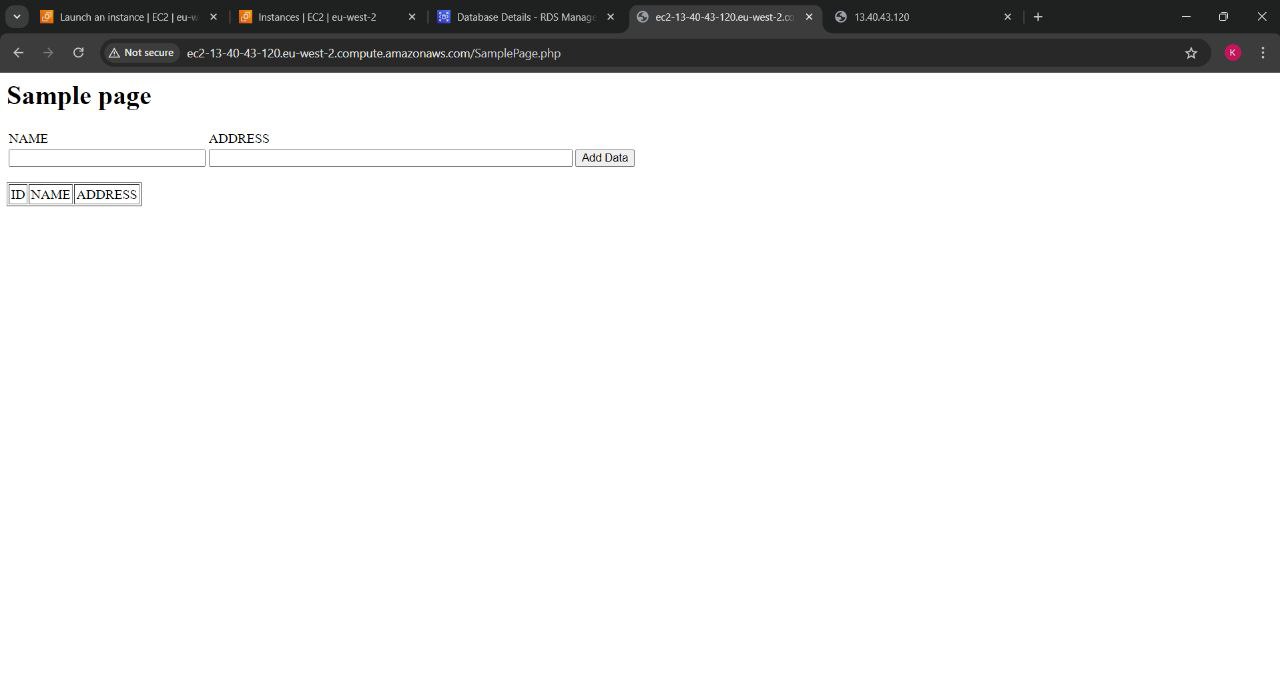 Launch an instance | EC2 | eu-w
Instances | EC2 | eu-west-2
Database Details - RDS Manage
ec2-13-40-43-120.eu-west-2.co
13.40.43.120
Not secure
ec2-13-40-43-120.eu-west-2.compute.amazonaws.com/SamplePage.php
K
Sample page
NAME ADDRESS
Add Data
ID NAME ADDRESS